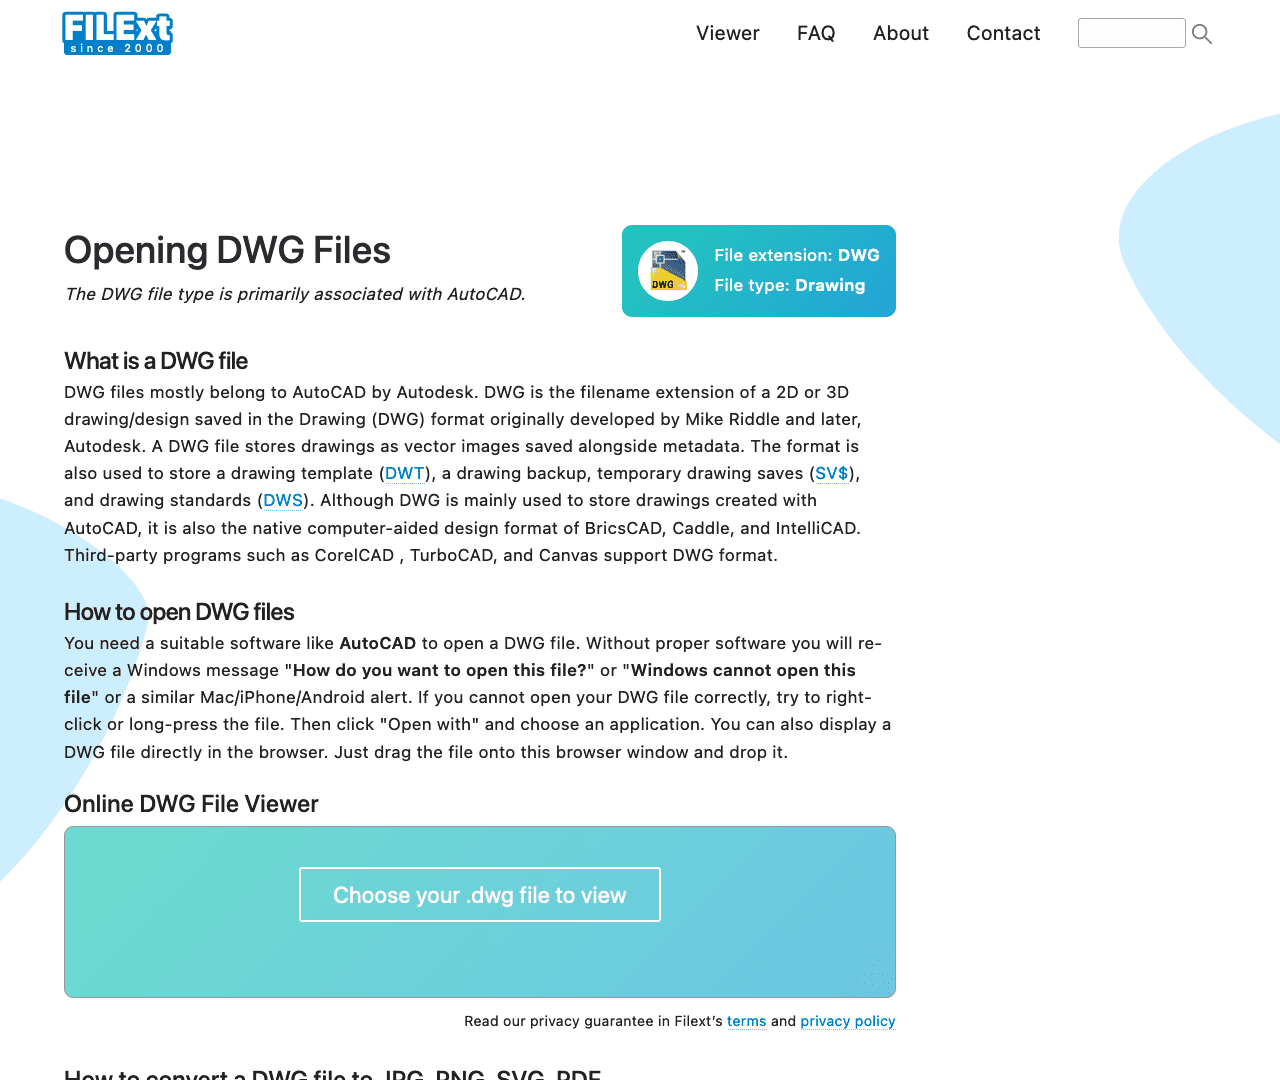 FILExt
since 2000
Viewer FAQ About Contact
Opening DWG Files
The DWG file type is primarily associated with AutoCAD.
DWG
File extension: DWG
File type: Drawing
What is a DWG file
DWG files mostly belong to AutoCAD by Autodesk. DWG is the filename extension of a 2D or 3D
drawing/design saved in the Drawing (DWG) format originally developed by Mike Riddle and later,
Autodesk. A DWG file stores drawings as vector images saved alongside metadata. The format is
also used to store a drawing template (DWT), a drawing backup, temporary drawing saves (SV$),
and drawing standards (DWS). Although DWG is mainly used to store drawings created with
AutoCAD, it is also the native computer-aided design format of BricsCAD, Caddle, and IntelliCAD.
Third-party programs such as CorelCAD , TurboCAD, and Canvas support DWG format.
How to open DWG files
You need a suitable software like AutoCAD to open a DWG file. Without proper software you will re-
ceive a Windows message "How do you want to open this file?" or "Windows cannot open this
file" or a similar Mac/iPhone/Android alert. If you cannot open your DWG file correctly, try to right-
click or long-press the file. Then click "Open with" and choose an application. You can also display a
DWG file directly in the browser. Just drag the file onto this browser window and drop it.
Online DWG File Viewer
Choose your .dwg file to view
Read our privacy guarantee in Filext's terms and privacy policy
How to convert a DWG file to JPG, PNG, SVG, PDF